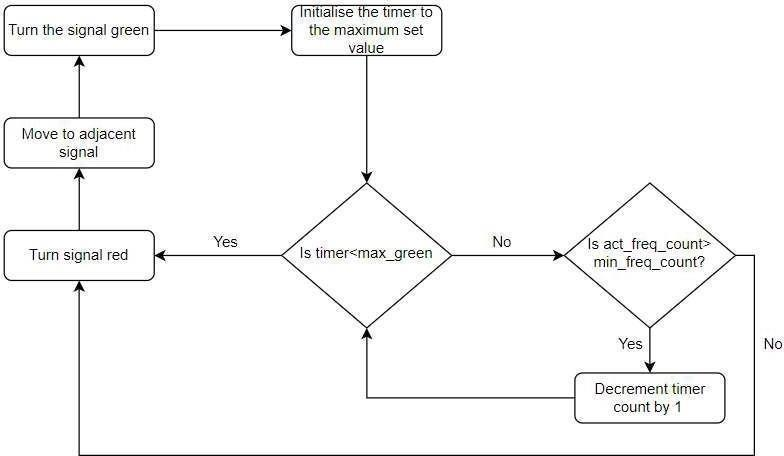 Turn the signal green
Initialise the timer to
the maximum set
value
Move to adjacent
signal
Turn signal red
Yes
Is timer<max_green
No
Is act_freq_count>
min_freq_count?
Yes
No
Decrement timer
count by 1